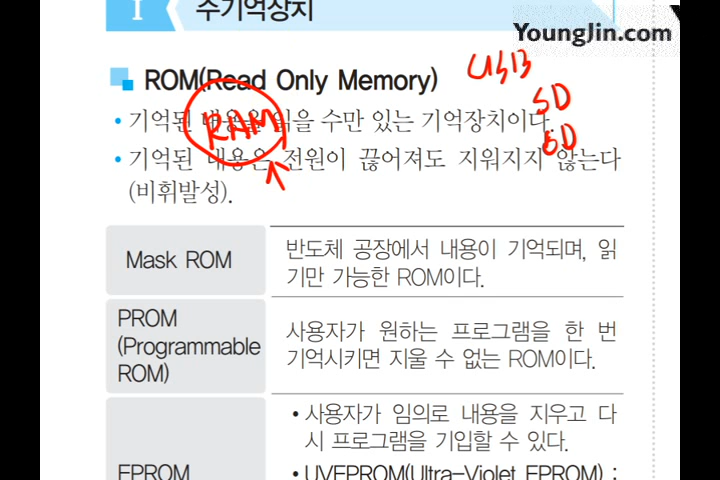 I 주기억장치
YoungJin.com
ROM(Read Only Memory)
USB
SD
• 기억된 내용을 읽을 수만 있는 기억장치이다.
RAM
• 기억된 내용은 전원이 끊어져도 지워지지 않는다
(비휘발성).
Mask ROM
반도체 공장에서 내용이 기억되며, 읽
기만 가능한 ROM이다.
PROM
(Programmable
ROM)
사용자가 원하는 프로그램을 한 번
기억시키면 지울 수 없는 ROM이다.
EPROM
• 사용자가 임의로 내용을 지우고 다
시 프로그램을 기입할 수 있다.
• UVEPROM(Ultra-Violet EPROM) :